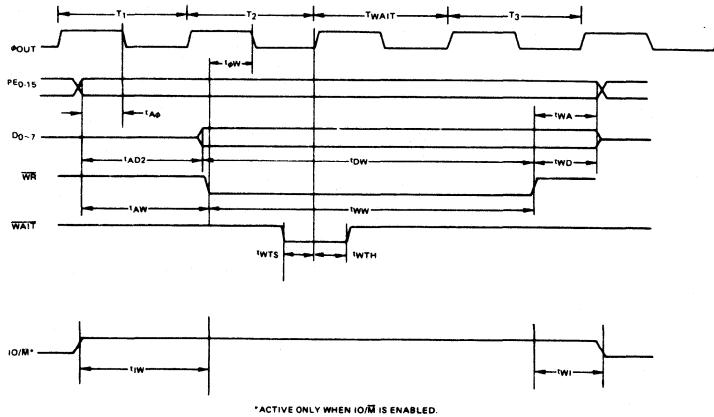 T1 T2 TWAIT T3
φOUT
tφW
PE0-15
tAφ tWA
D0~7
tAD2 tDW tWD
WR
tAW tWW
WAIT
tWTS tWTH
IO/M*
tIW tWI
*ACTIVE ONLY WHEN IO/M IS ENABLED.